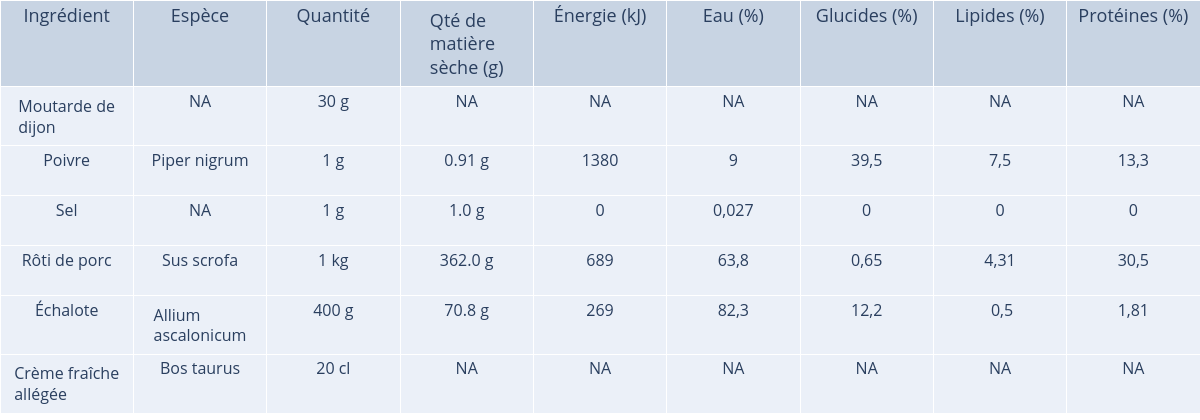 Ingrédient Espèce Quantité Qté de matière sèche (g) Énergie (kJ) Eau (%) Glucides (%) Lipides (%) Protéines (%)
Moutarde de dijon NA 30 g NA NA NA NA NA NA
Poivre Piper nigrum 1 g 0.91 g 1380 9 39,5 7,5 13,3
Sel NA 1 g 1.0 g 0 0,027 0 0 0
Rôti de porc Sus scrofa 1 kg 362.0 g 689 63,8 0,65 4,31 30,5
Échalote Allium ascalonicum 400 g 70.8 g 269 82,3 12,2 0,5 1,81
Crème fraîche allégée Bos taurus 20 cl NA NA NA NA NA NA